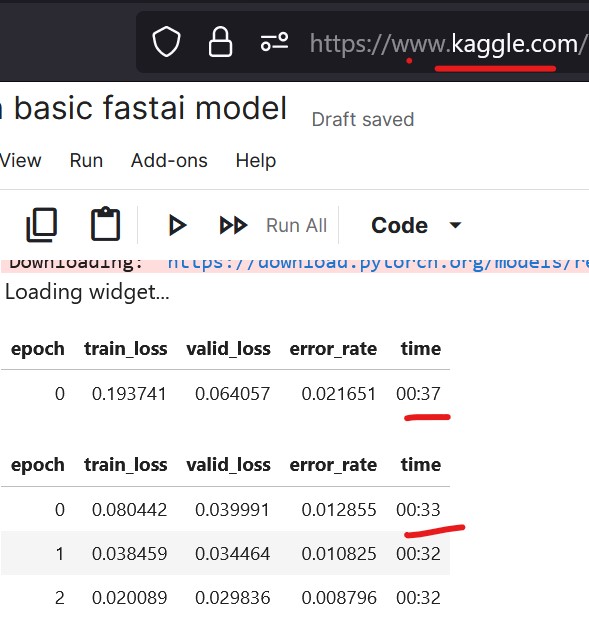 https://www.kaggle.com/
basic fastai model Draft saved
View Run Add-ons Help
Run All Code
Downloading: "https://download.pytorch.org/models/re
Loading widget...
epoch train_loss valid_loss error_rate time
0 0.193741 0.064057 0.021651 00:37
epoch train_loss valid_loss error_rate time
0 0.080442 0.039991 0.012855 00:33
1 0.038459 0.034464 0.010825 00:32
2 0.020089 0.029836 0.008796 00:32